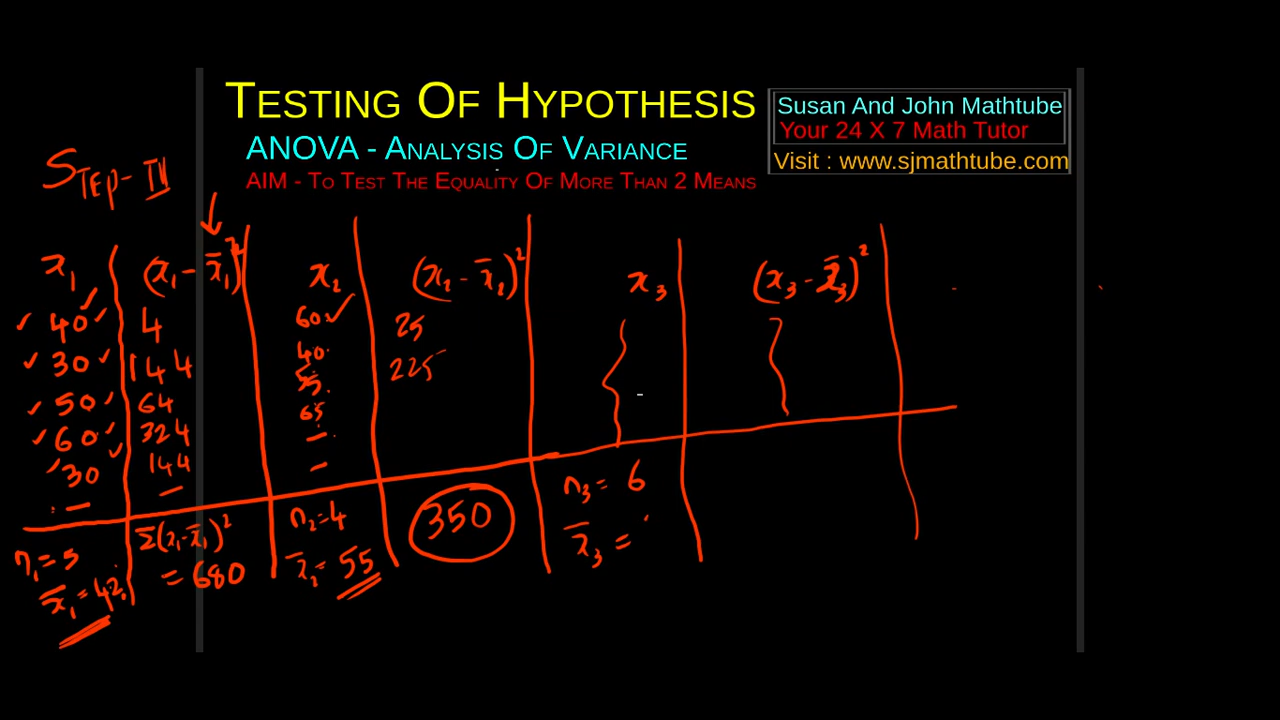 TESTING OF HYPOTHESIS
ANOVA - ANALYSIS OF VARIANCE
AIM - TO TEST THE EQUALITY OF MORE THAN 2 MEANS
Susan And John Mathtube
Your 24 X 7 Math Tutor
Visit : www.sjmathtube.com
STEP-IV
x₁ (x₁ - x̄₁)² x₂ (x₂ - x̄₂)² x₃ (x₃ - x̄₃)²
40 4 60 25
30 144 40 225
50 64 55
60 324 65
30 144 –
– – –
n₁ = 5 Σ(x₁-x̄₁)² n₂=4 350 n₃ = 6
x̄₁ = 42 = 680 x̄₂= 55 x̄₃ =